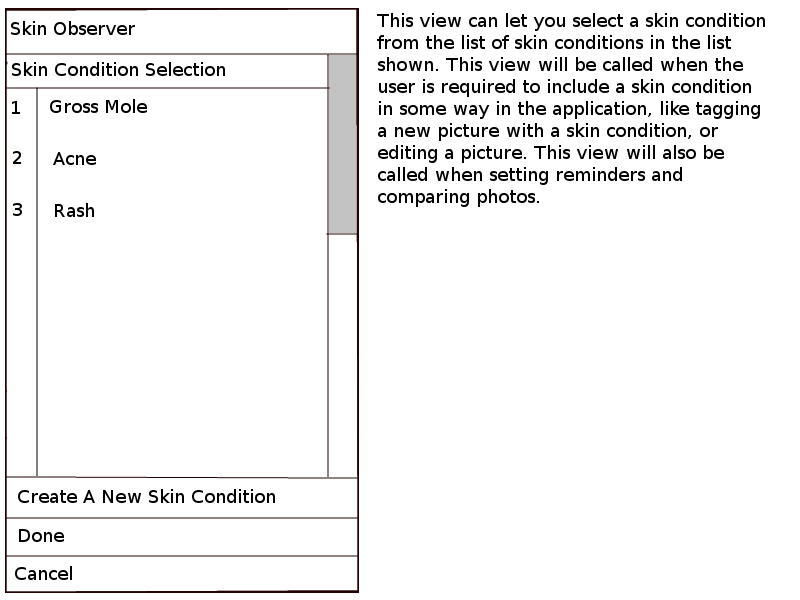 Skin Observer
Skin Condition Selection
1 Gross Mole
2 Acne
3 Rash
Create A New Skin Condition
Done
Cancel
This view can let you select a skin condition
from the list of skin conditions in the list
shown. This view will be called when the
user is required to include a skin condition
in some way in the application, like tagging
a new picture with a skin condition, or
editing a picture. This view will also be
called when setting reminders and
comparing photos.